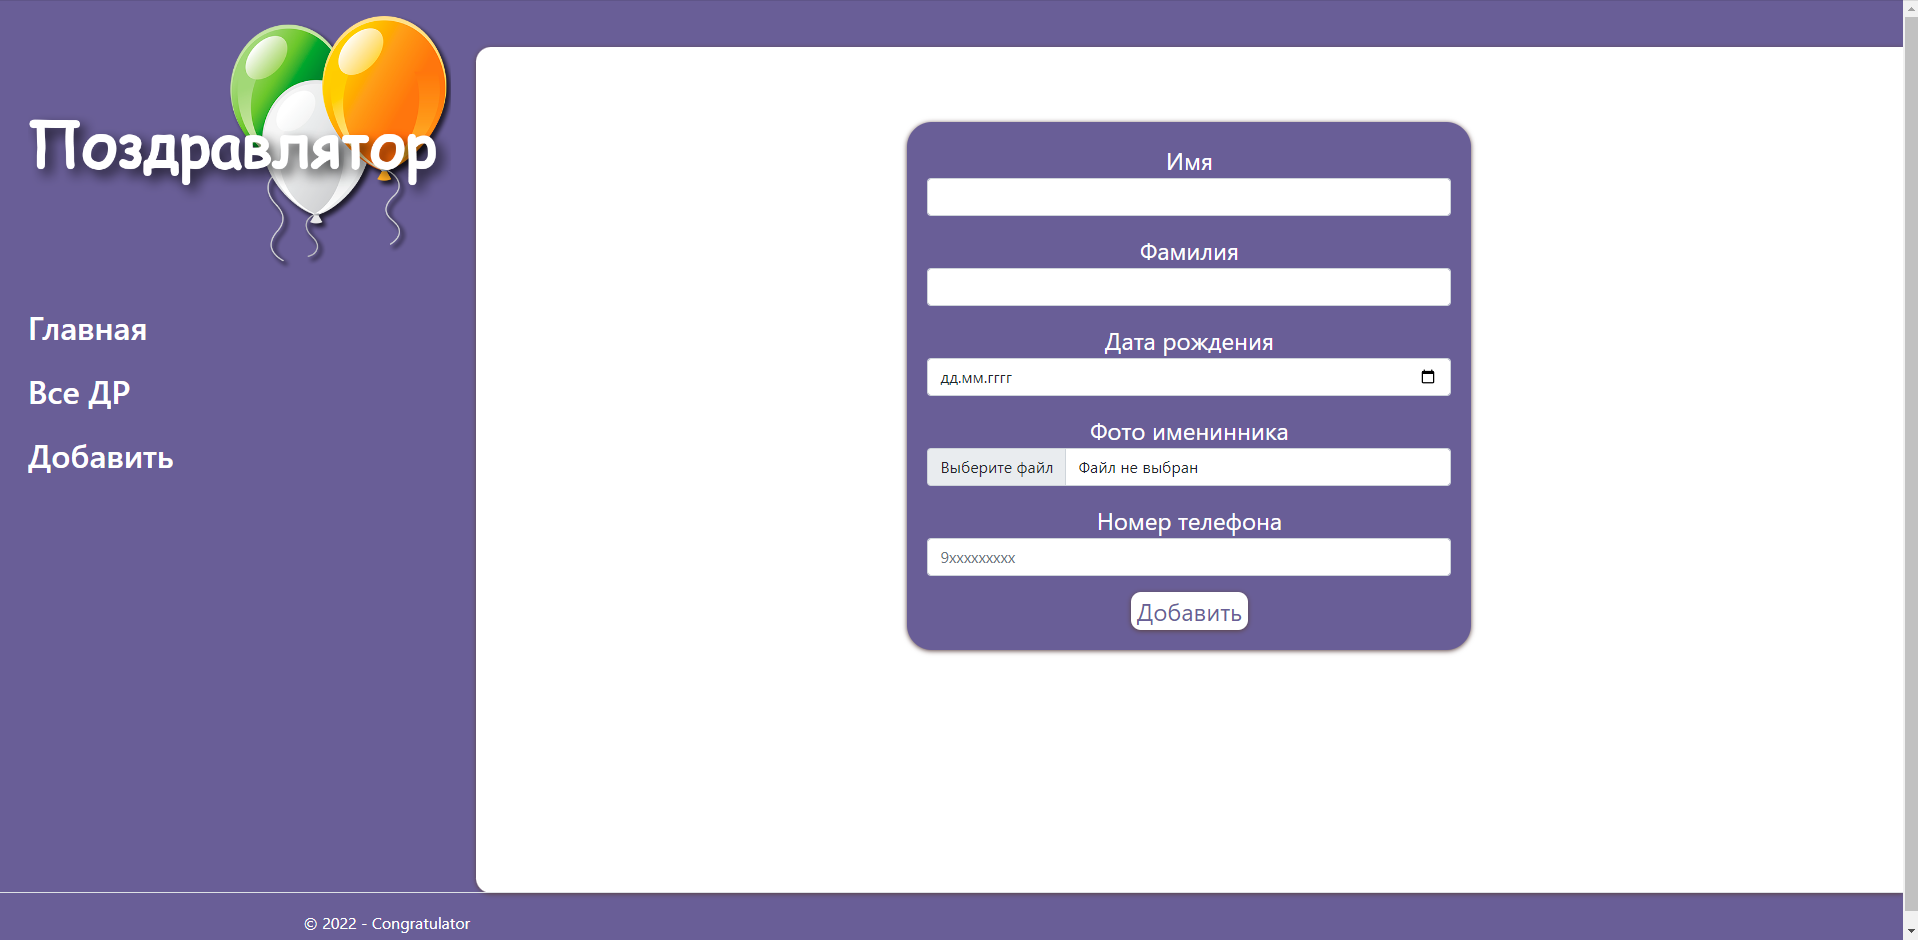 Поздравлятор
Главная
Все ДР
Добавить
Имя
Фамилия
Дата рождения
дд.мм.гггг
Фото именинника
Выберите файл Файл не выбран
Номер телефона
9xxxxxxxxx
Добавить
© 2022 - Congratulator